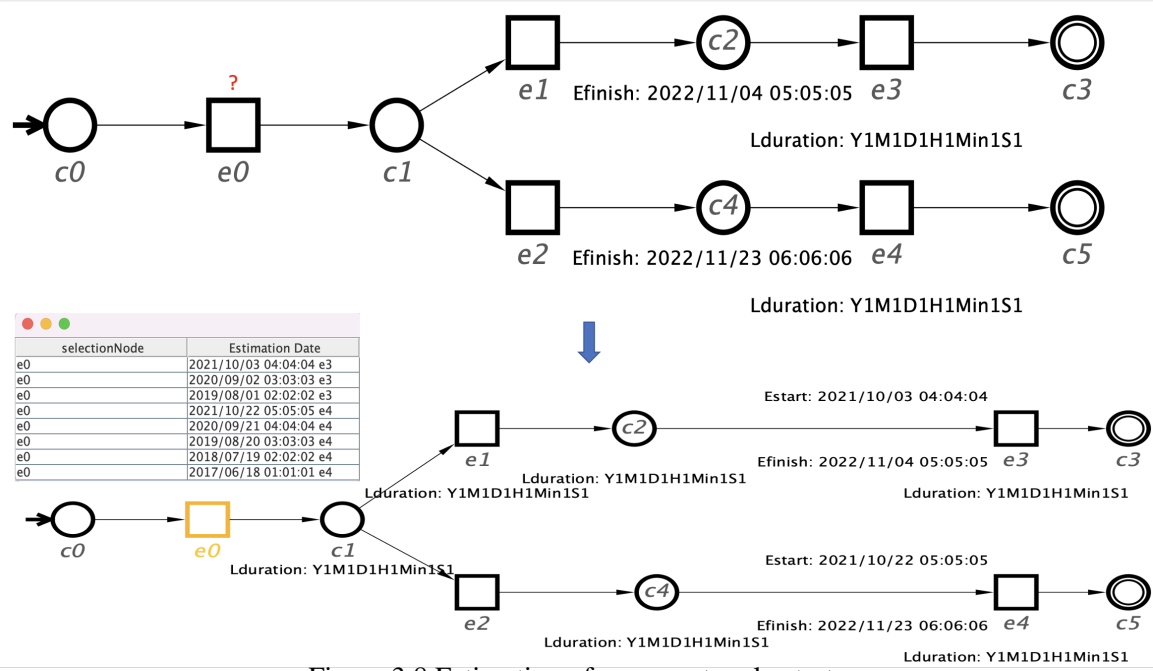 ?
c0
e0
c1
e1
c2
e3
c3
Efinish: 2022/11/04 05:05:05
Lduration: Y1M1D1H1Min1S1
e2
c4
e4
c5
Efinish: 2022/11/23 06:06:06
Lduration: Y1M1D1H1Min1S1
selectionNode Estimation Date
e0 2021/10/03 04:04:04 e3
e0 2020/09/02 03:03:03 e3
e0 2019/08/01 02:02:02 e3
e0 2021/10/22 05:05:05 e4
e0 2020/09/21 04:04:04 e4
e0 2019/08/20 03:03:03 e4
e0 2018/07/19 02:02:02 e4
e0 2017/06/18 01:01:01 e4
Estart: 2021/10/03 04:04:04
c2
e1
Efinish: 2022/11/04 05:05:05
e3
c3
Lduration: Y1M1D1H1Min1S1
Lduration: Y1M1D1H1Min1S1
Lduration: Y1M1D1H1Min1S1
c0
e0
c1
Lduration: Y1M1D1H1Min1S1
Estart: 2021/10/22 05:05:05
c4
e2
Efinish: 2022/11/23 06:06:06
e4
c5
Lduration: Y1M1D1H1Min1S1
Lduration: Y1M1D1H1Min1S1